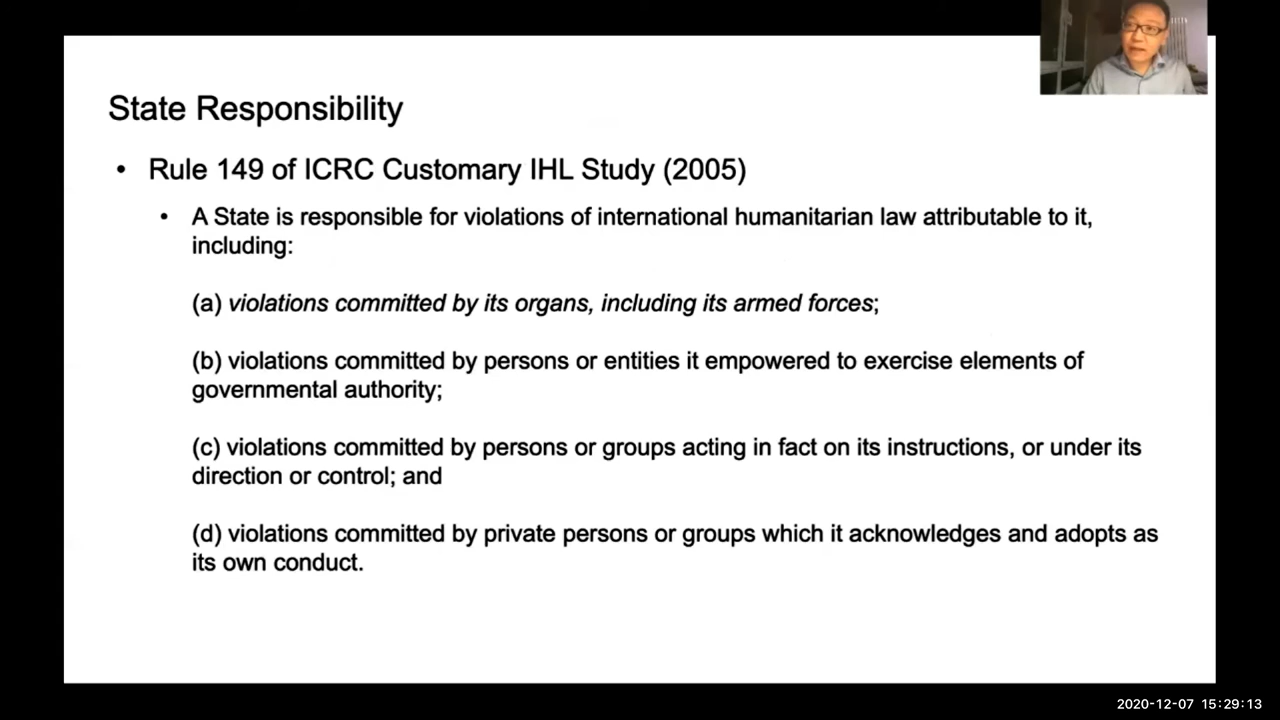 State Responsibility
• Rule 149 of ICRC Customary IHL Study (2005)
• A State is responsible for violations of international humanitarian law attributable to it,
including:
(a) violations committed by its organs, including its armed forces;
(b) violations committed by persons or entities it empowered to exercise elements of
governmental authority;
(c) violations committed by persons or groups acting in fact on its instructions, or under its
direction or control; and
(d) violations committed by private persons or groups which it acknowledges and adopts as
its own conduct.
2020-12-07 15:29:13